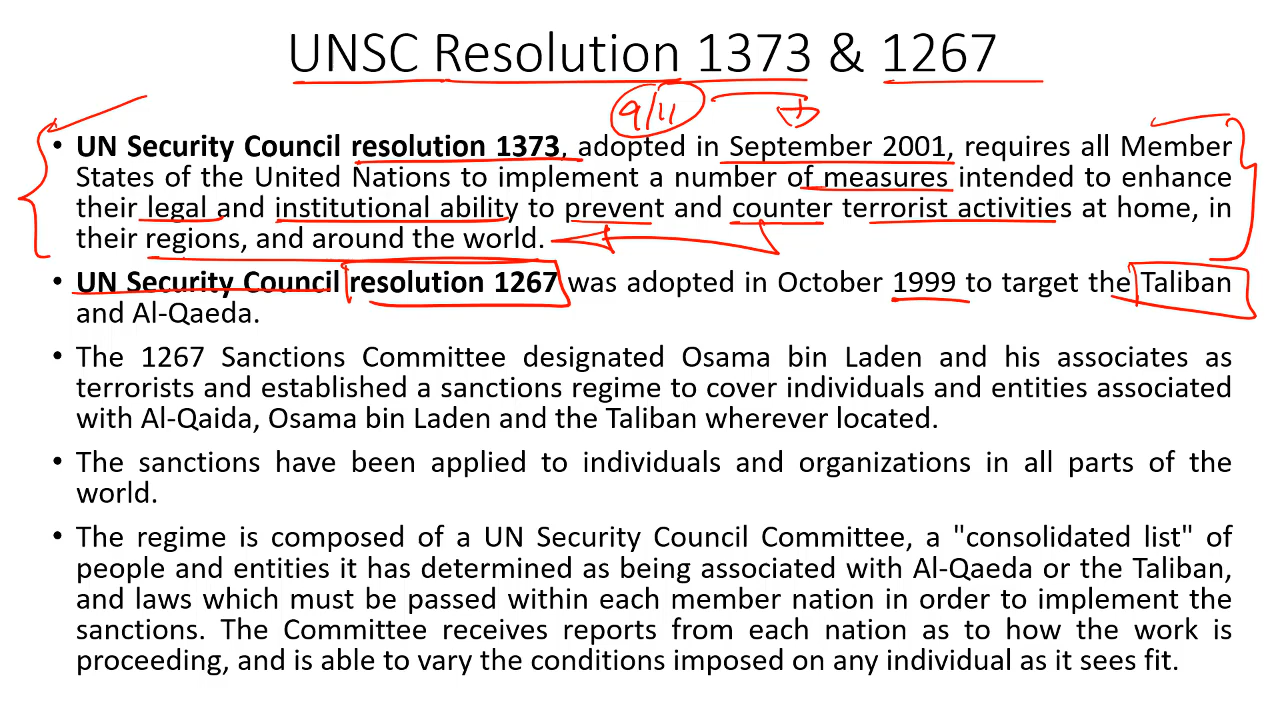 UNSC Resolution 1373 & 1267
9/11
• UN Security Council resolution 1373, adopted in September 2001, requires all Member
States of the United Nations to implement a number of measures intended to enhance
their legal and institutional ability to prevent and counter terrorist activities at home, in
their regions, and around the world.
• UN Security Council resolution 1267 was adopted in October 1999 to target the Taliban
and Al-Qaeda.
• The 1267 Sanctions Committee designated Osama bin Laden and his associates as
terrorists and established a sanctions regime to cover individuals and entities associated
with Al-Qaida, Osama bin Laden and the Taliban wherever located.
• The sanctions have been applied to individuals and organizations in all parts of the
world.
• The regime is composed of a UN Security Council Committee, a "consolidated list" of
people and entities it has determined as being associated with Al-Qaeda or the Taliban,
and laws which must be passed within each member nation in order to implement the
sanctions. The Committee receives reports from each nation as to how the work is
proceeding, and is able to vary the conditions imposed on any individual as it sees fit.